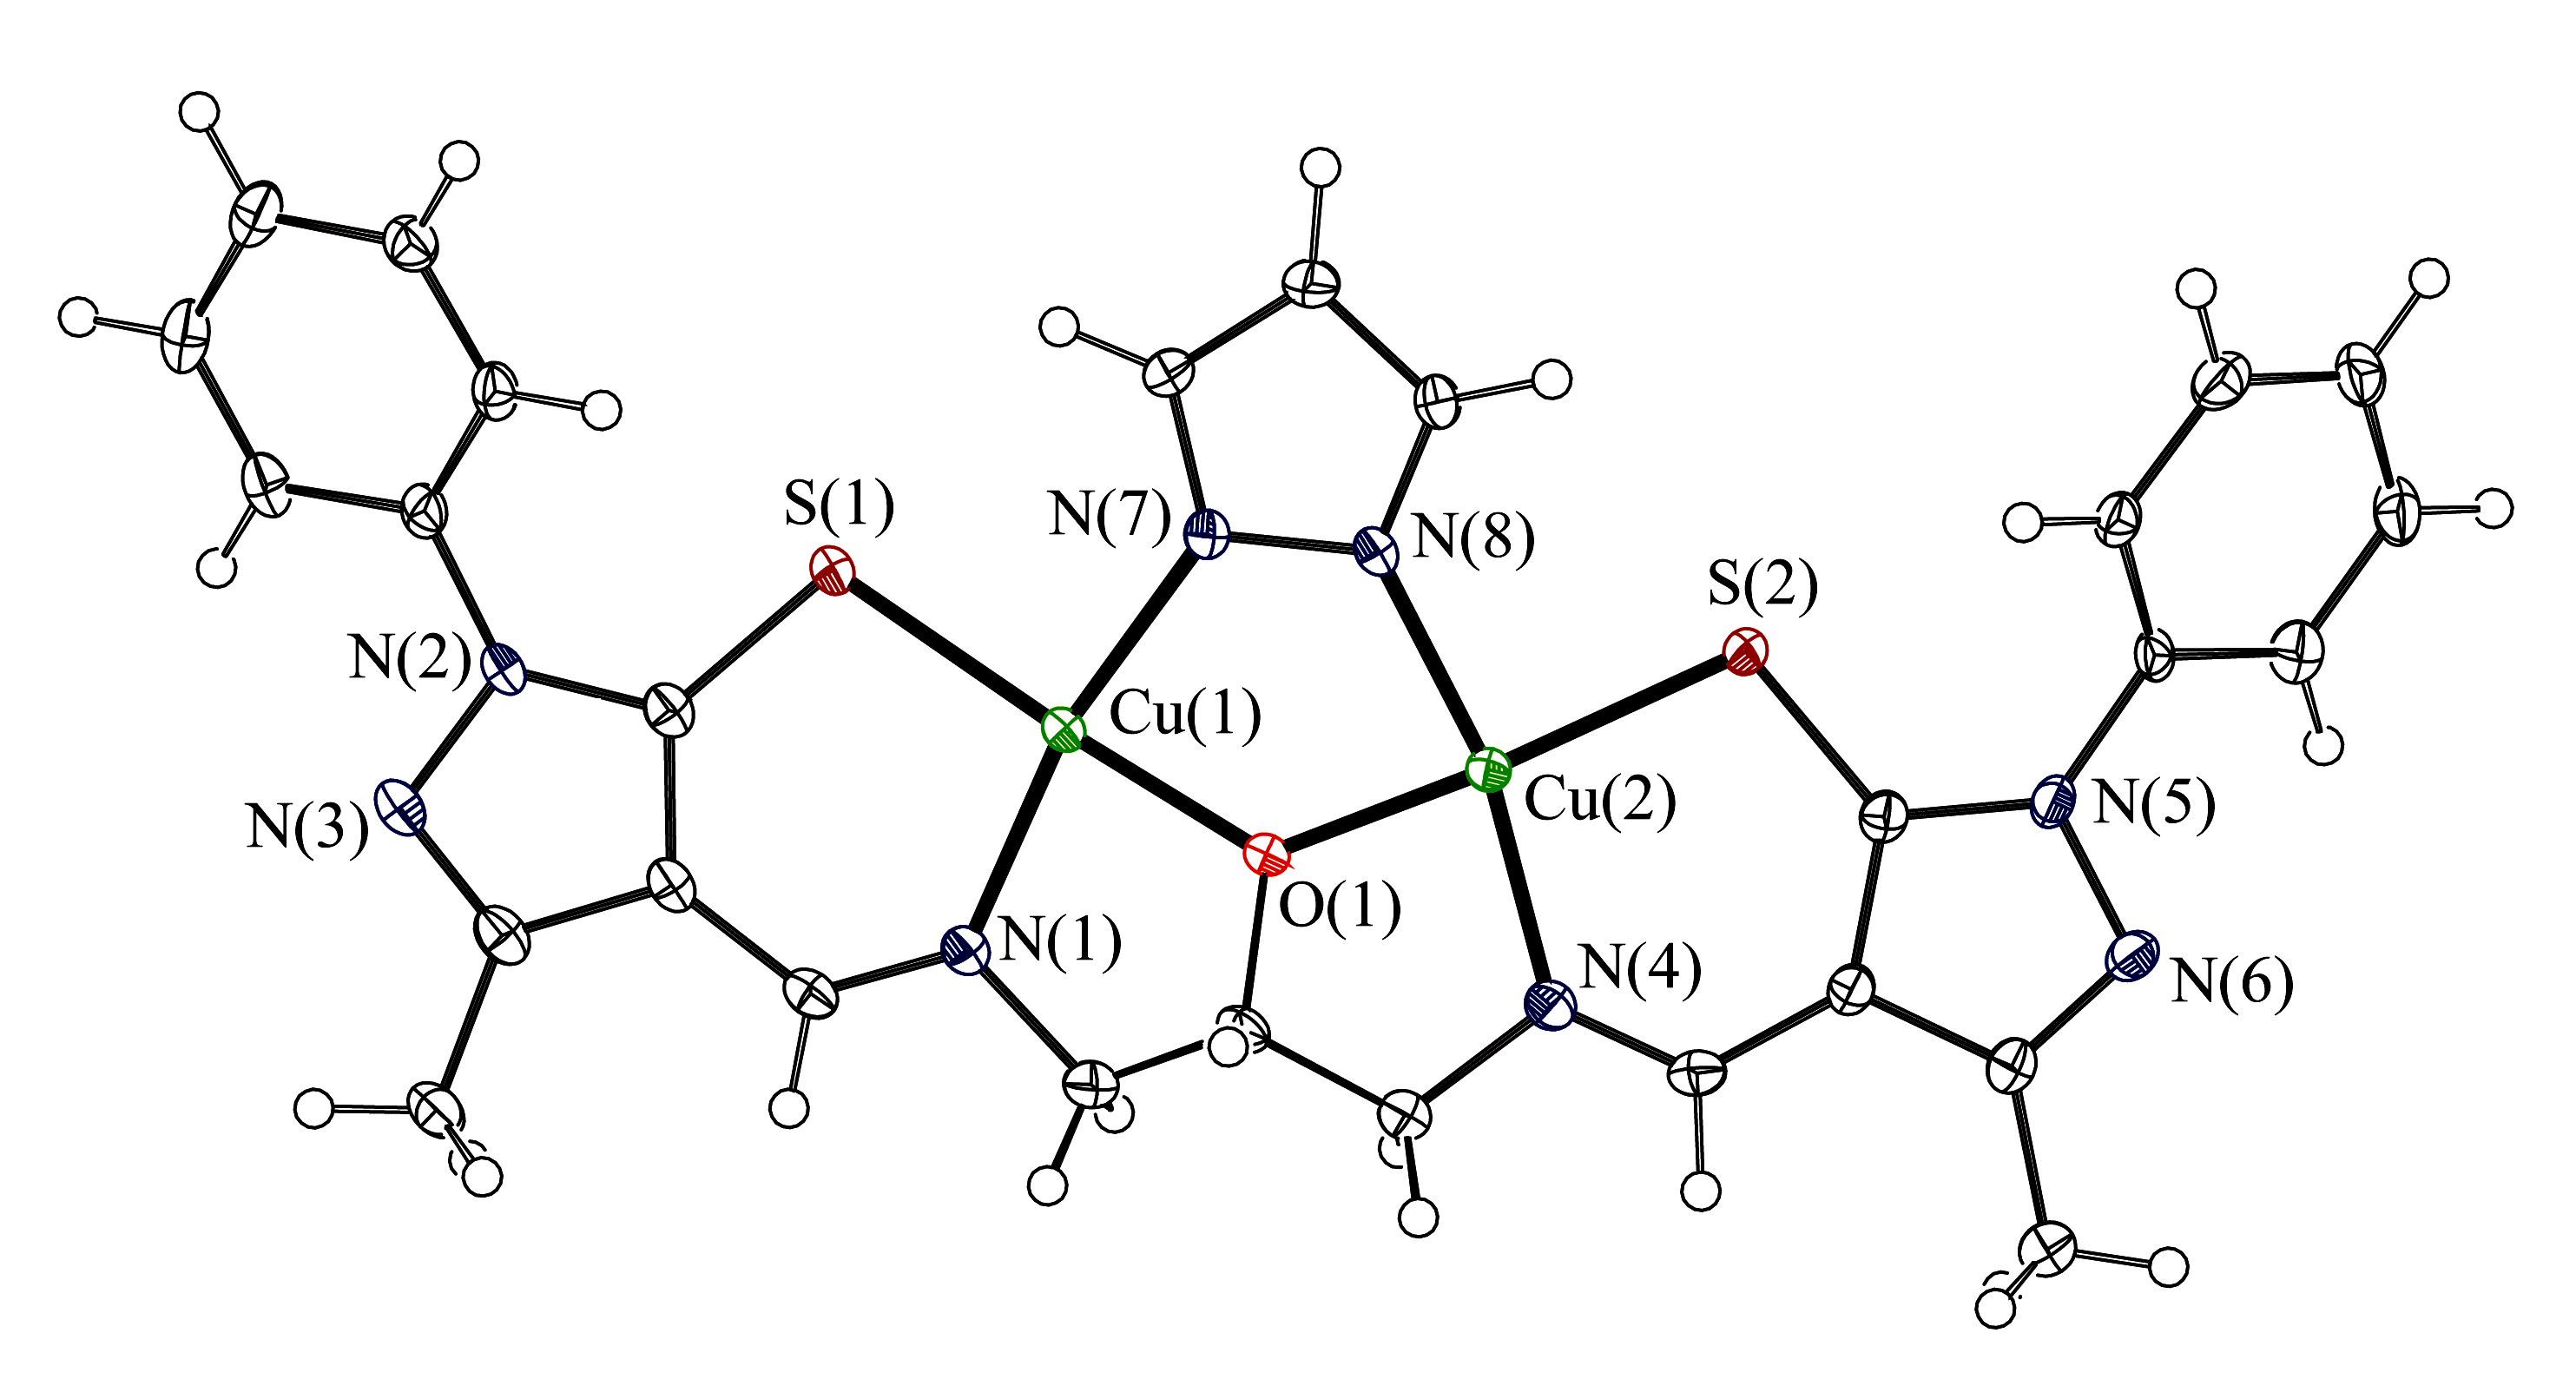 S(1)
N(7)
N(8)
S(2)
N(2)
Cu(1)
Cu(2)
N(5)
N(3)
O(1)
N(1)
N(4)
N(6)